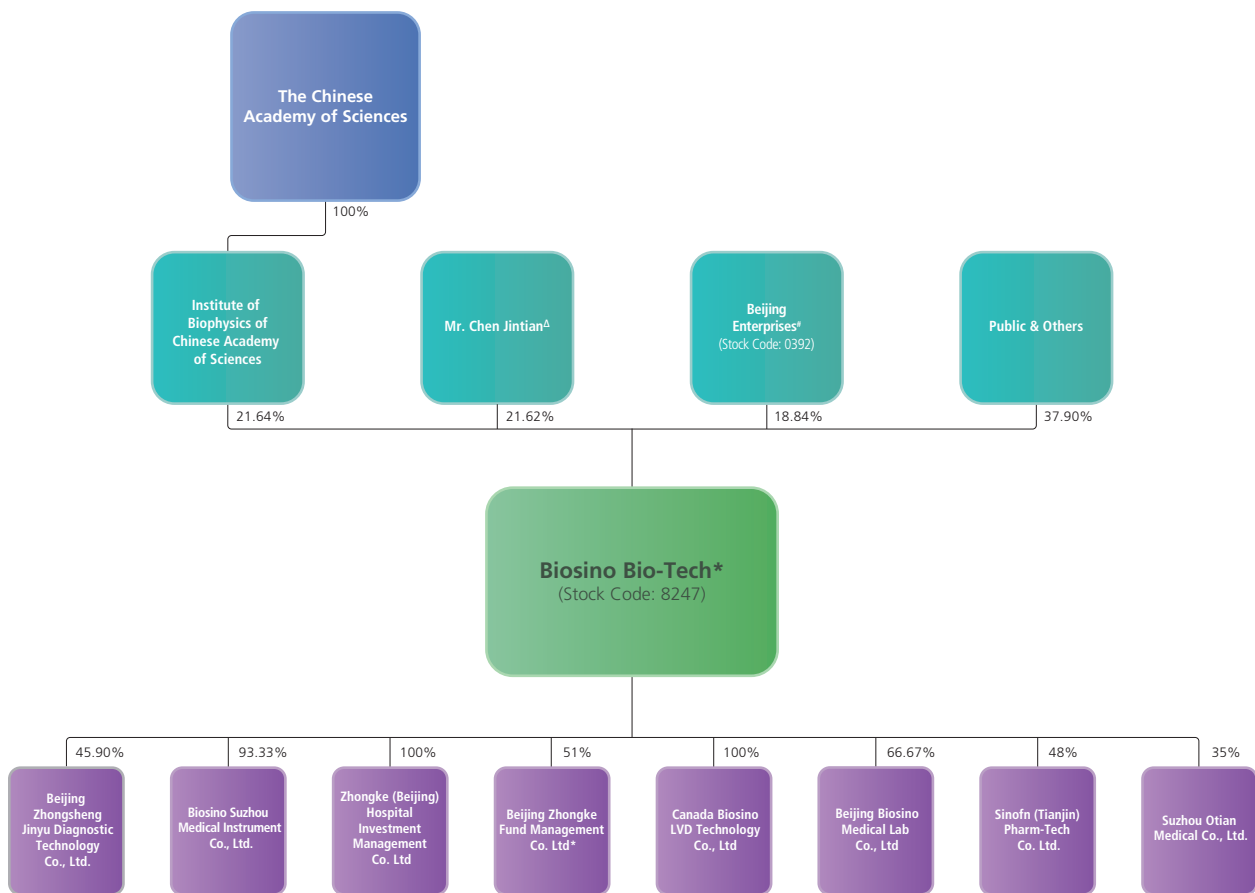 The Chinese
Academy of Sciences
100%
Institute of
Biophysics of
Chinese Academy
of Sciences
Mr. Chen Jintian∆
Beijing
Enterprises#
(Stock Code: 0392)
Public & Others
21.64%
21.62%
18.84%
37.90%
Biosino Bio-Tech*
(Stock Code: 8247)
45.90%
93.33%
100%
51%
100%
66.67%
48%
35%
Beijing
Zhongsheng
Jinyu Diagnostic
Technology
Co., Ltd.
Biosino Suzhou
Medical Instrument
Co., Ltd.
Zhongke (Beijing)
Hospital
Investment
Management
Co. Ltd
Beijing Zhongke
Fund Management
Co. Ltd*
Canada Biosino
LVD Technology
Co., Ltd
Beijing Biosino
Medical Lab
Co., Ltd
Sinofn (Tianjin)
Pharm-Tech
Co. Ltd.
Suzhou Otian
Medical Co., Ltd.